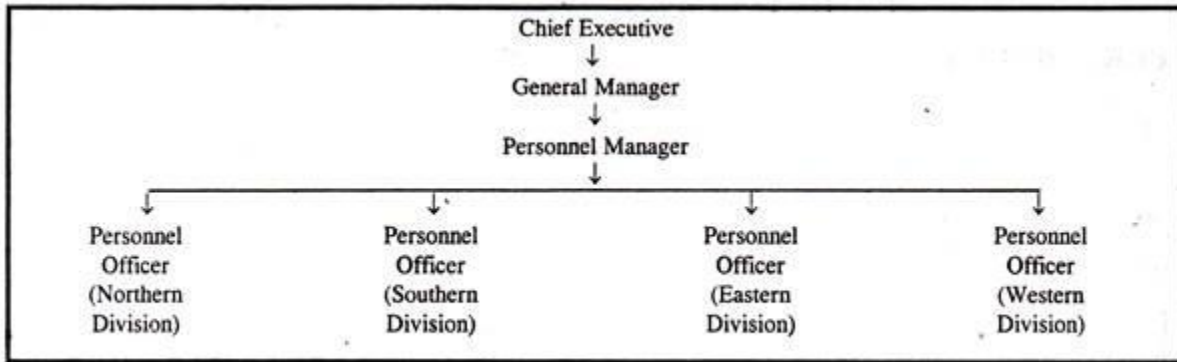 Chief Executive
General Manager
Personnel Manager
Personnel Personnel Personnel Personnel
Officer Officer Officer Officer
(Northern (Southern (Eastern (Western
Division) Division) Division) Division)